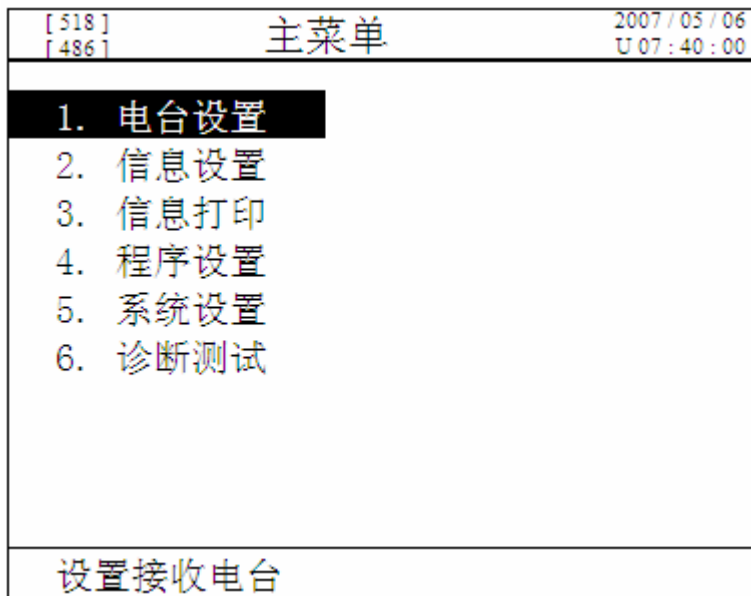 [ 518 ] 主菜单 2007 / 05 / 06
[ 486 ] U 07 : 40 : 00
1. 电台设置
2. 信息设置
3. 信息打印
4. 程序设置
5. 系统设置
6. 诊断测试
设置接收电台